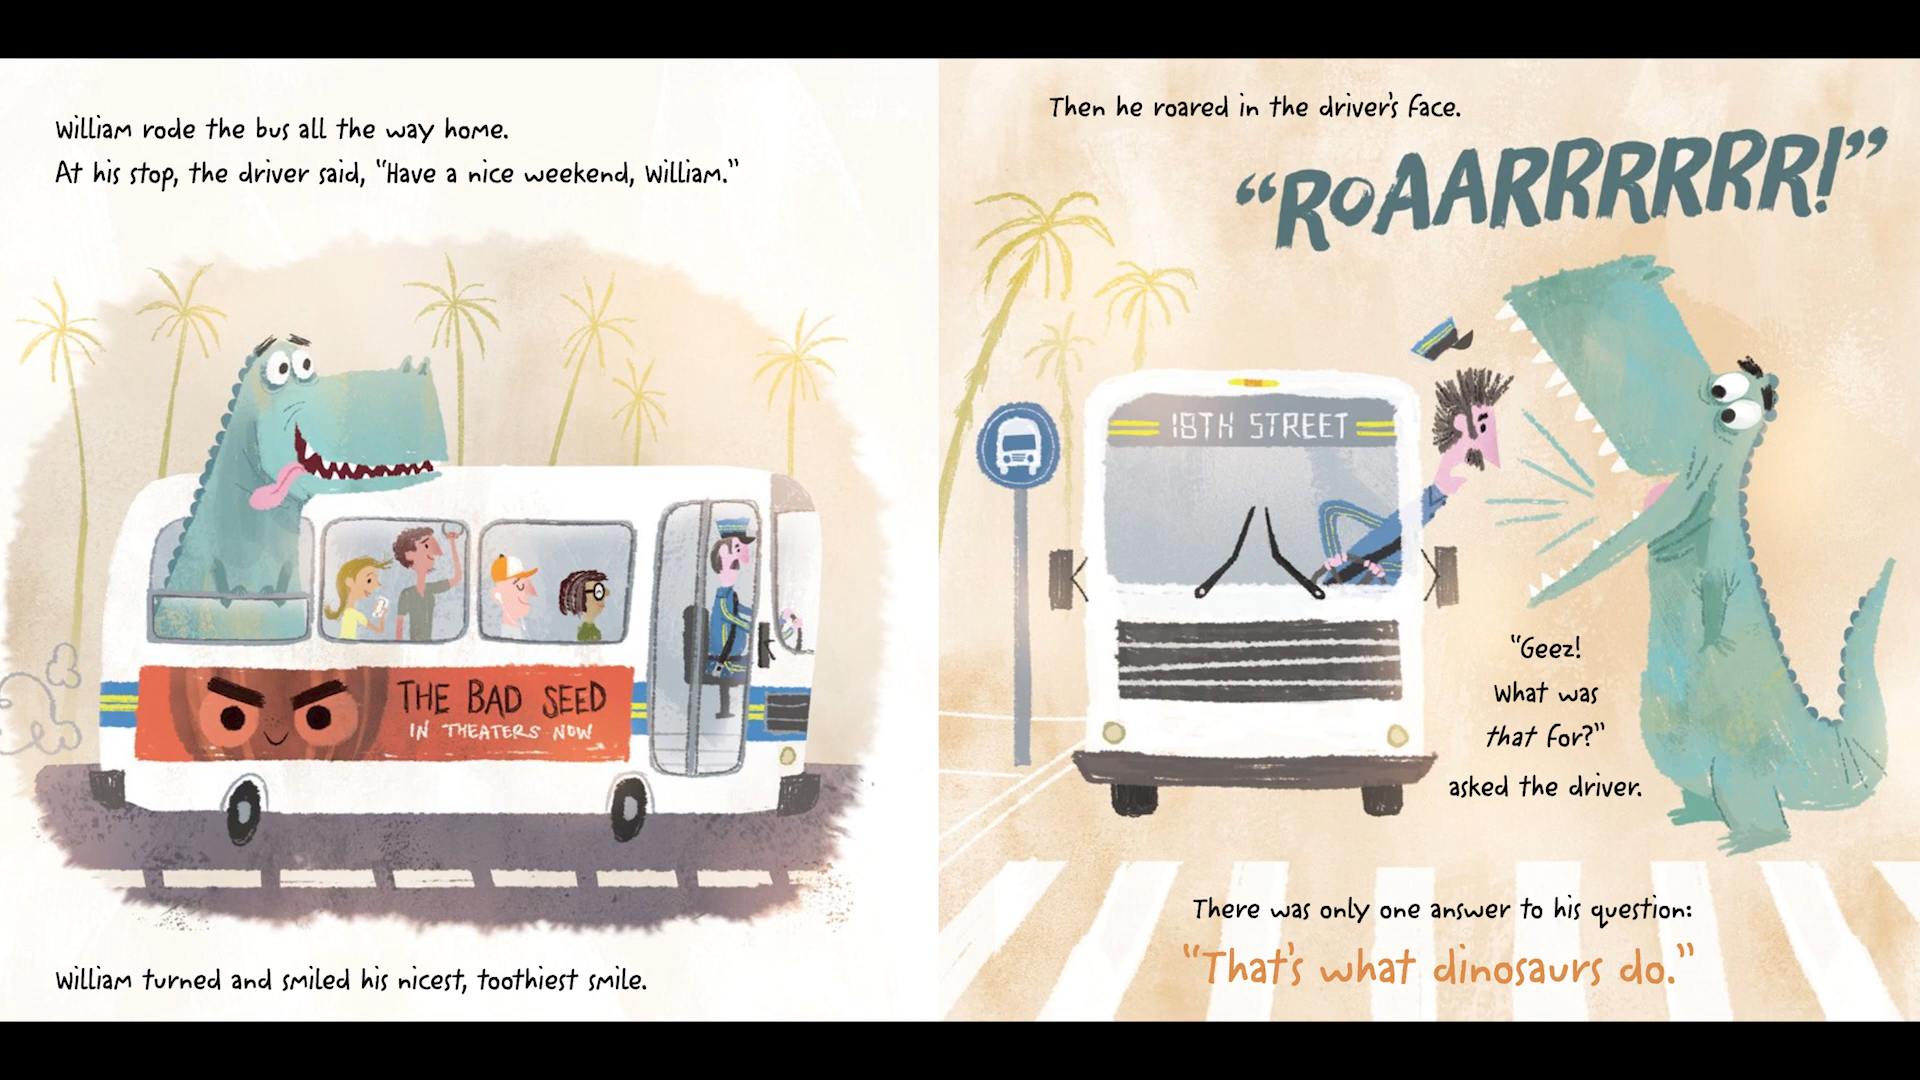 William rode the bus all the way home.
At his stop, the driver said, “Have a nice weekend, William.”
THE BAD SEED
IN THEATERS NOW
William turned and smiled his nicest, toothiest smile.
Then he roared in the driver’s face.
“ROAARRRRRRR!”
18TH STREET
“Geez!
What was
that for?”
asked the driver.
There was only one answer to his question:
“That’s what dinosaurs do.”